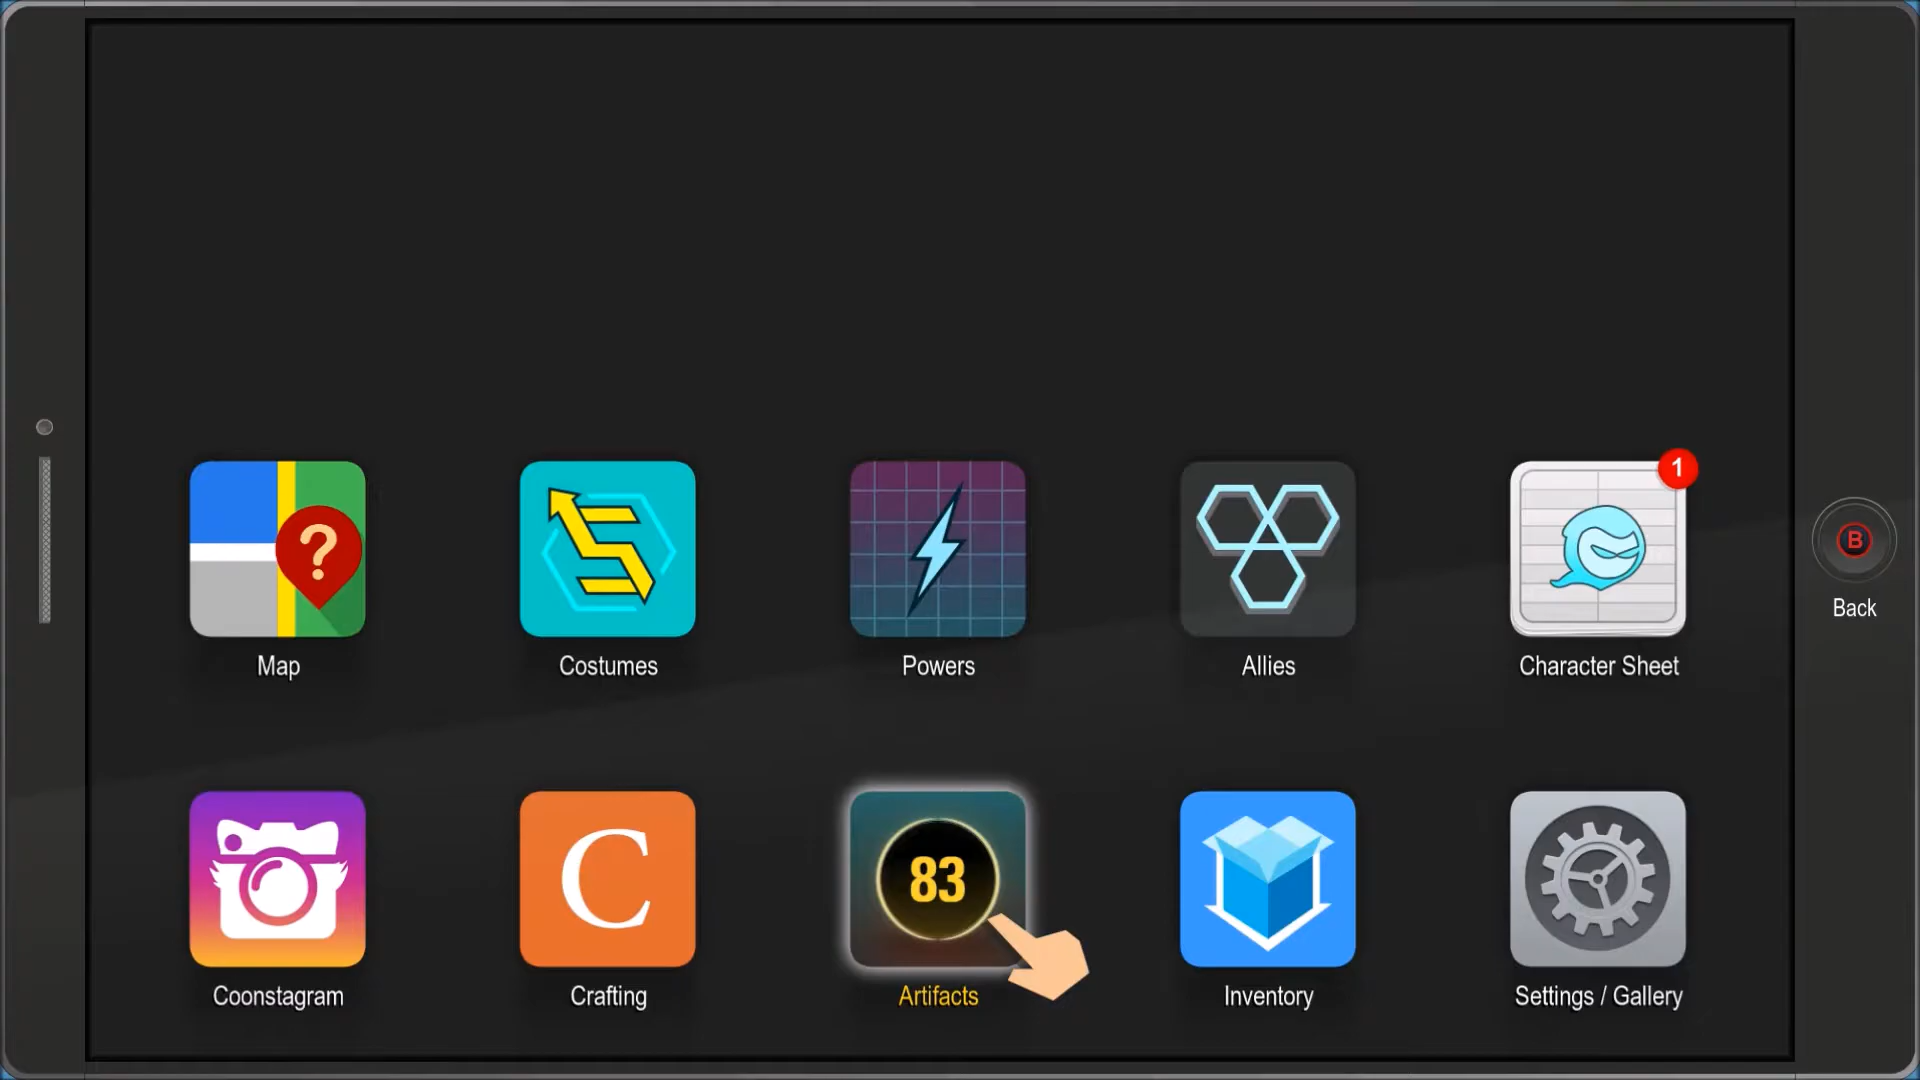 1
?
B
Back
Map
Costumes
Powers
Allies
Character Sheet
C
83
Coonstagram
Crafting
Artifacts
Inventory
Settings / Gallery